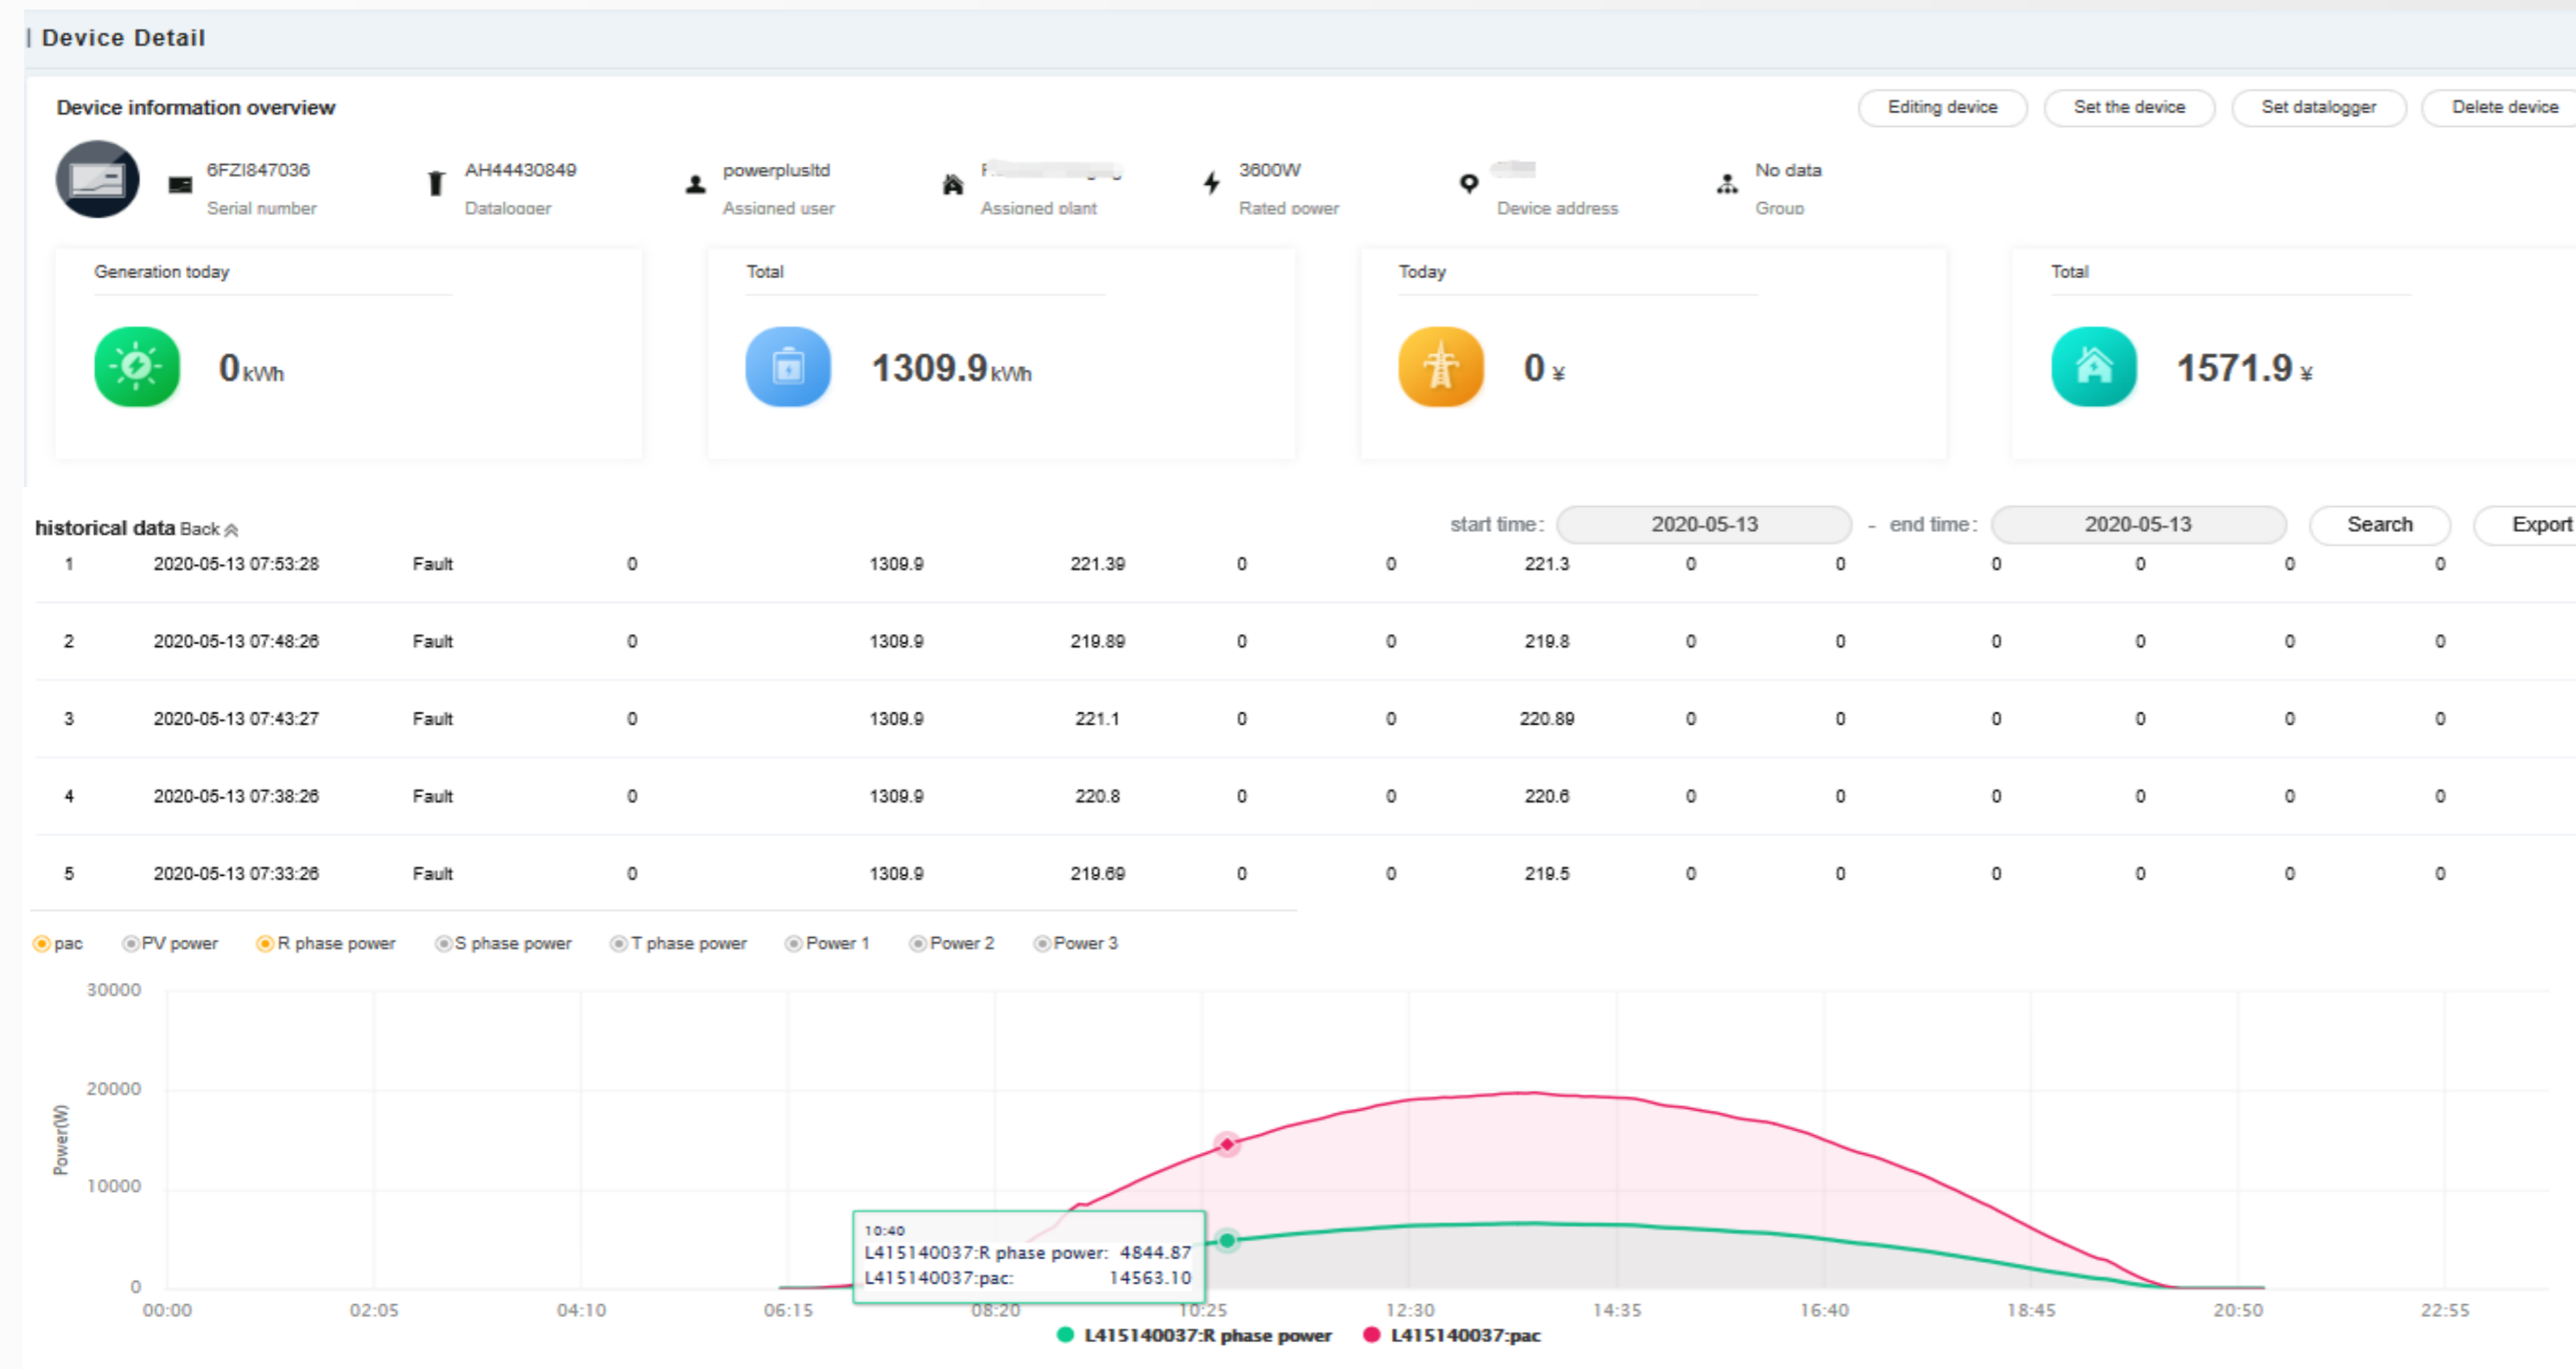 Device Detail
Device information overview
Editing device Set the device Set datalogger Delete device
6FZI847036 AH44430849 powerplusltd 3600W No data
Serial number Datalogger Assigned user Assigned plant Rated power Device address Group
Generation today Total Today Total
0 kWh 1309.9 kWh 0 ¥ 1571.9 ¥
historical data Back start time: 2020-05-13 - end time: 2020-05-13 Search Export
1 2020-05-13 07:53:28 Fault 0 1309.9 221.39 0 0 221.3 0 0 0 0 0 0
2 2020-05-13 07:48:26 Fault 0 1309.9 219.89 0 0 219.8 0 0 0 0 0 0
3 2020-05-13 07:43:27 Fault 0 1309.9 221.1 0 0 220.89 0 0 0 0 0 0
4 2020-05-13 07:38:26 Fault 0 1309.9 220.8 0 0 220.6 0 0 0 0 0 0
5 2020-05-13 07:33:26 Fault 0 1309.9 219.69 0 0 219.5 0 0 0 0 0 0
pac PV power R phase power S phase power T phase power Power 1 Power 2 Power 3
30000
20000
10000
0
Power(W)
10:40
L415140037:R phase power: 4844.87
L415140037:pac: 14563.10
00:00 02:05 04:10 06:15 08:20 10:25 12:30 14:35 16:40 18:45 20:50 22:55
L415140037:R phase power L415140037:pac